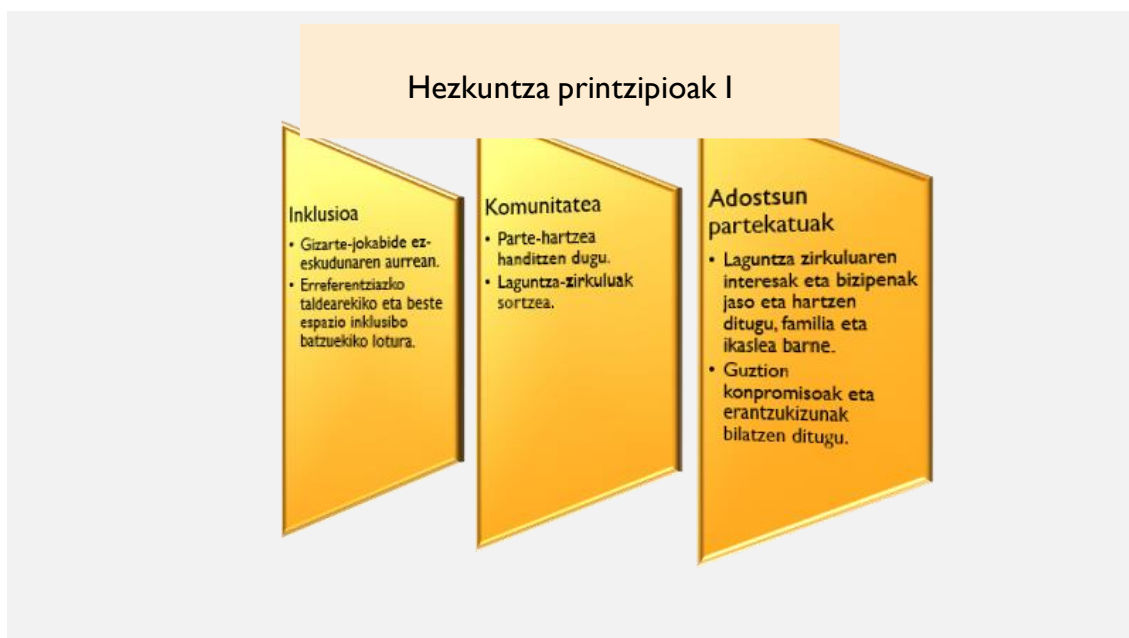 Hezkuntza printzipioak I
Inklusioa
• Gizarte-jokabide ez-
eskudunaren aurrean.
• Erreferentziazko
taldearekiko eta beste
espazio inklusibo
batzuekiko lotura.
Komunitatea
• Parte-hartzea
handitzen dugu.
• Laguntza-zirkuluak
sortzea.
Adostsun
partekatuak
• Laguntza zirkuluaren
interesak eta bizipenak
jaso eta hartzen
ditugu, familia eta
ikaslea barne.
• Guztion
konpromisoak eta
erantzukizunak
bilatzen ditugu.